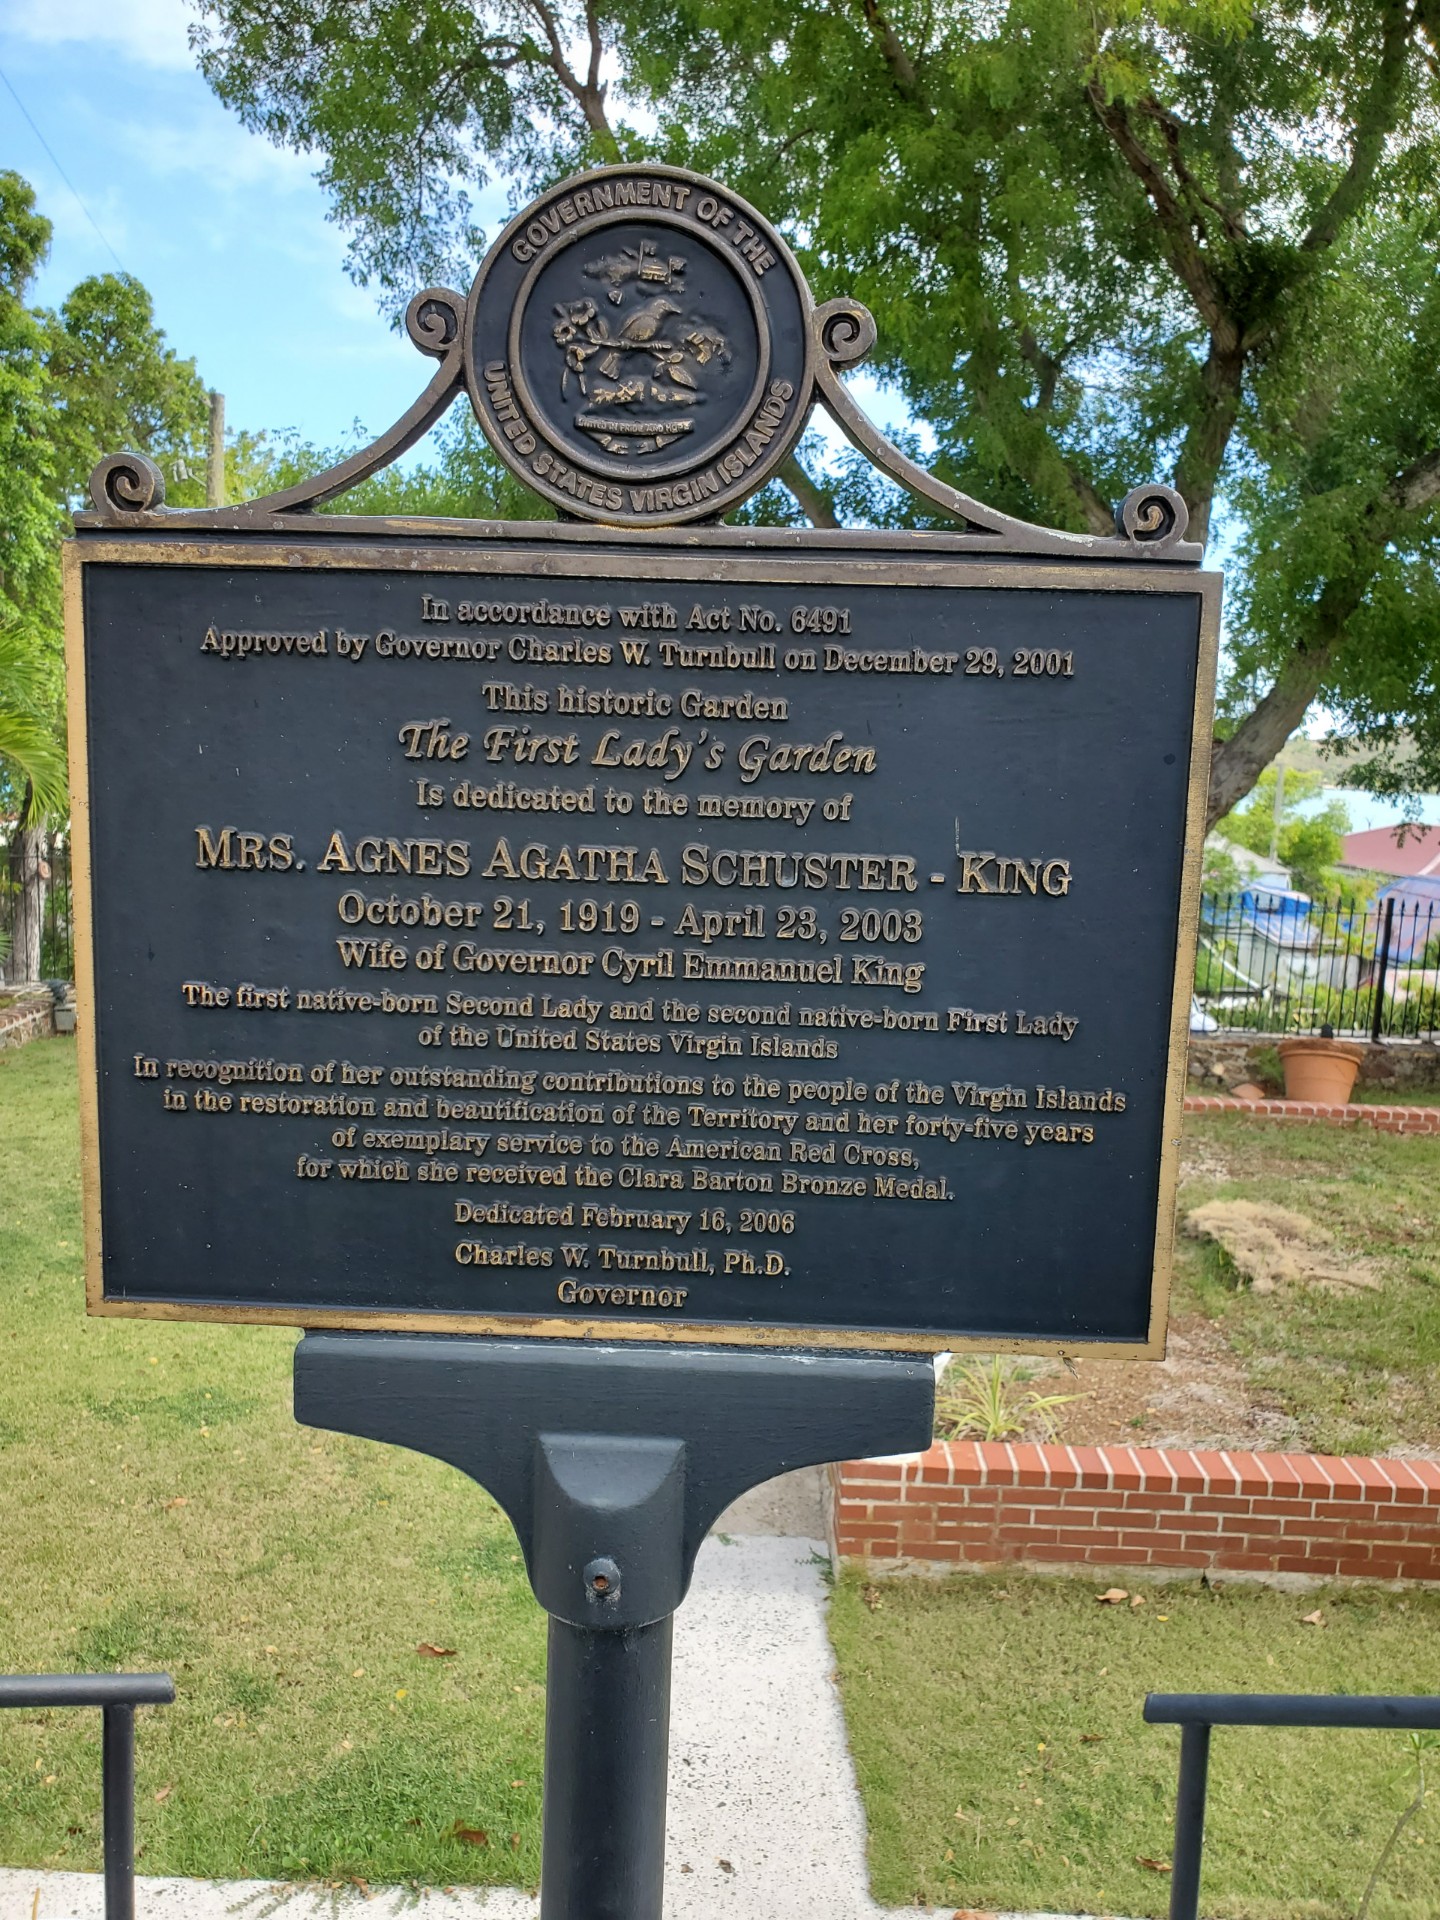 GOVERNMENT OF THE
UNITED STATES VIRGIN ISLANDS
UNITED IN PRIDE AND HOPE
In accordance with Act No. 6491
Approved by Governor Charles W. Turnbull on December 29, 2001
This historic Garden
The First Lady's Garden
Is dedicated to the memory of
MRS. AGNES AGATHA SCHUSTER - KING
October 21, 1919 - April 23, 2003
Wife of Governor Cyril Emmanuel King
The first native-born Second Lady and the second native-born First Lady
of the United States Virgin Islands
In recognition of her outstanding contributions to the people of the Virgin Islands
in the restoration and beautification of the Territory and her forty-five years
of exemplary service to the American Red Cross,
for which she received the Clara Barton Bronze Medal.
Dedicated February 16, 2006
Charles W. Turnbull, Ph.D.
Governor